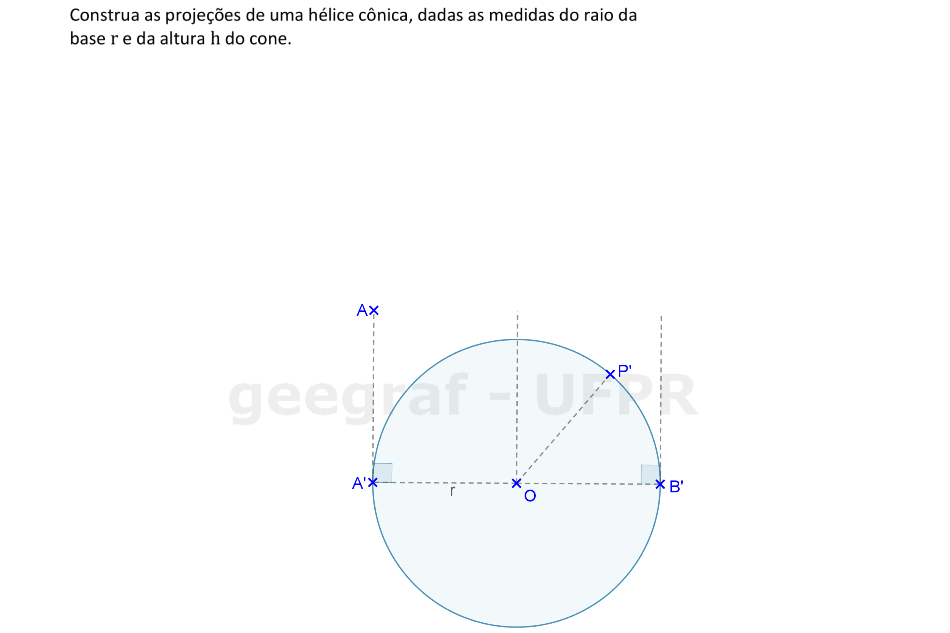 Construa as projeções de uma hélice cônica, dadas as medidas do raio da
base r e da altura h do cone.
A
P'
geegraf - UFPR
A'
r
O
B'